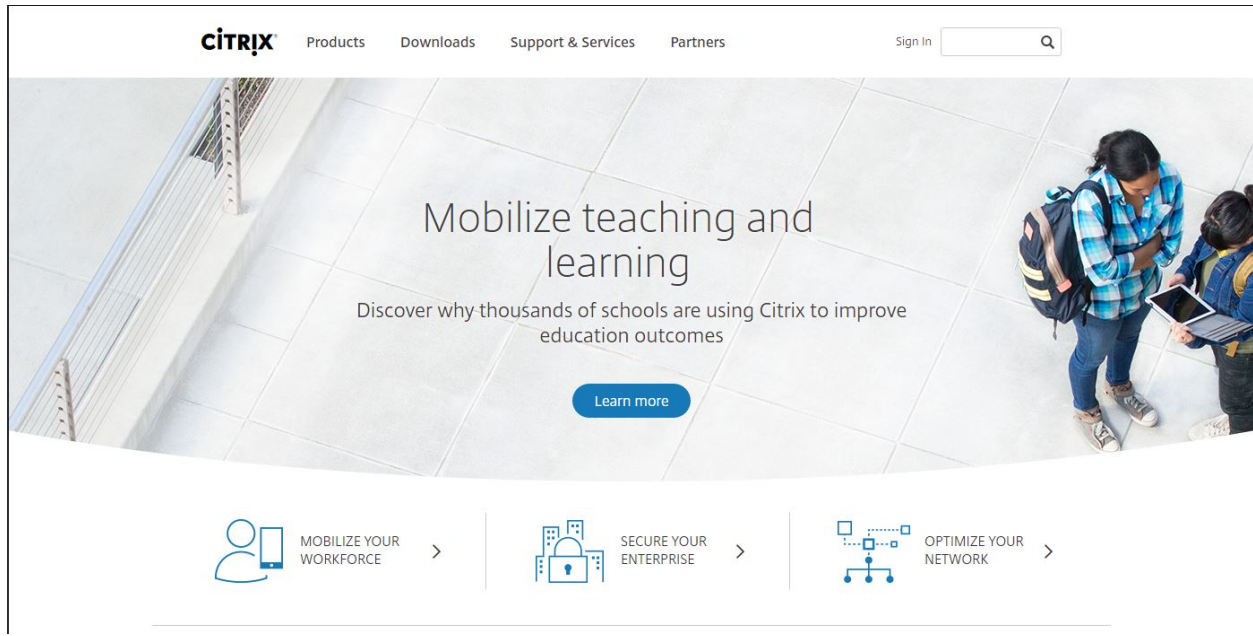 CITRIX Products Downloads Support & Services Partners Sign In
Mobilize teaching and
learning
Discover why thousands of schools are using Citrix to improve
education outcomes
Learn more
MOBILIZE YOUR
WORKFORCE
SECURE YOUR
ENTERPRISE
OPTIMIZE YOUR
NETWORK